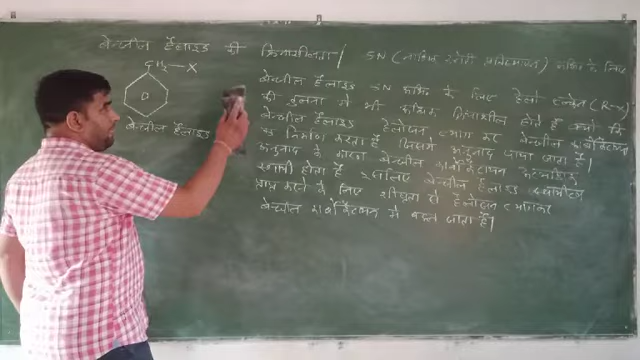 बेन्जील हैलाइड की क्रियाशीलता / SN (नाभिक स्नेही प्रतिस्थापन) अभि के लिए
CH₂—X
बेन्जील हैलाइड
बेन्जील हैलाइड SN अभि के लिए हैलो एल्केन (R-X)
की तुलना में भी अधिक क्रियाशील होते हैं क्यो कि
बेन्जील हैलाइड हैलोजन त्याग कर बेन्जील कार्बोकैटायन
का निर्माण करता है जिसमे अनुनाद पाया जाता है।
अनुनाद के कारण बेन्जील कार्बोकैटायन अत्यधिक
स्थायी होता है इसलिए बेन्जील हैलाइड स्थायीत्व
प्राप्त करने के लिए शीघ्रता से हैलोजन त्यागकर
बेन्जील कार्बोकैटायन में बदल जाता है।